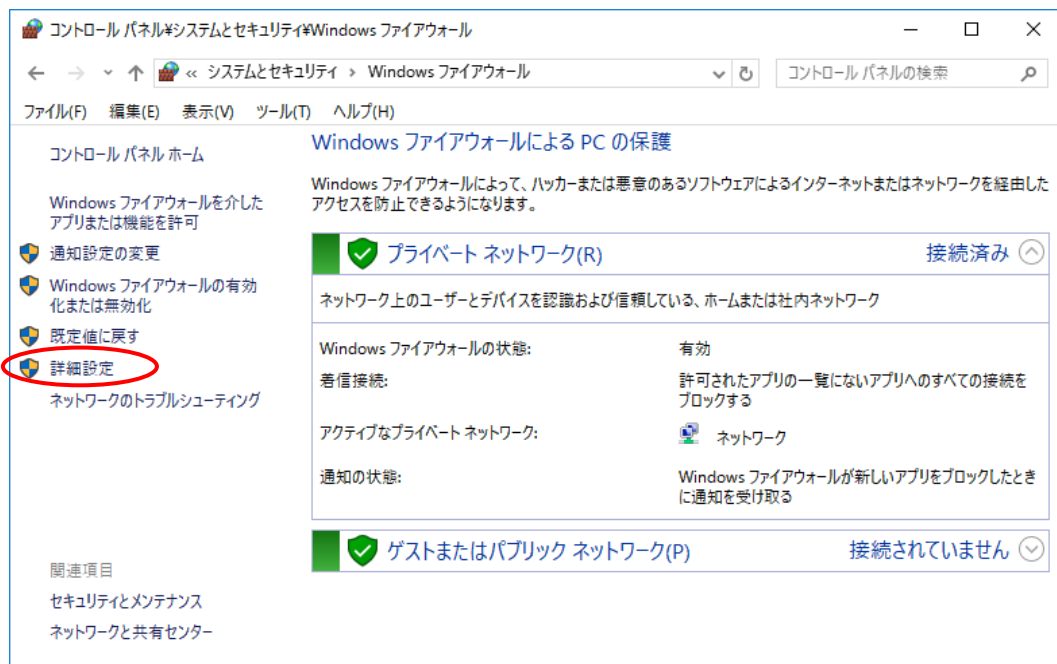 コントロール パネル¥システムとセキュリティ¥Windows ファイアウォール
« システムとセキュリティ › Windows ファイアウォール
コントロール パネルの検索
ファイル(F) 編集(E) 表示(V) ツール(T) ヘルプ(H)
コントロール パネル ホーム
Windows ファイアウォールを介した
アプリまたは機能を許可
通知設定の変更
Windows ファイアウォールの有効
化または無効化
既定値に戻す
詳細設定
ネットワークのトラブルシューティング
関連項目
セキュリティとメンテナンス
ネットワークと共有センター
Windows ファイアウォールによる PC の保護
Windows ファイアウォールによって、ハッカーまたは悪意のあるソフトウェアによるインターネットまたはネットワークを経由した
アクセスを防止できるようになります。
プライベート ネットワーク(R) 接続済み
ネットワーク上のユーザーとデバイスを認識および信頼している、ホームまたは社内ネットワーク
Windows ファイアウォールの状態: 有効
着信接続: 許可されたアプリの一覧にないアプリへのすべての接続を
ブロックする
アクティブなプライベート ネットワーク: ネットワーク
通知の状態: Windows ファイアウォールが新しいアプリをブロックしたとき
に通知を受け取る
ゲストまたはパブリック ネットワーク(P) 接続されていません